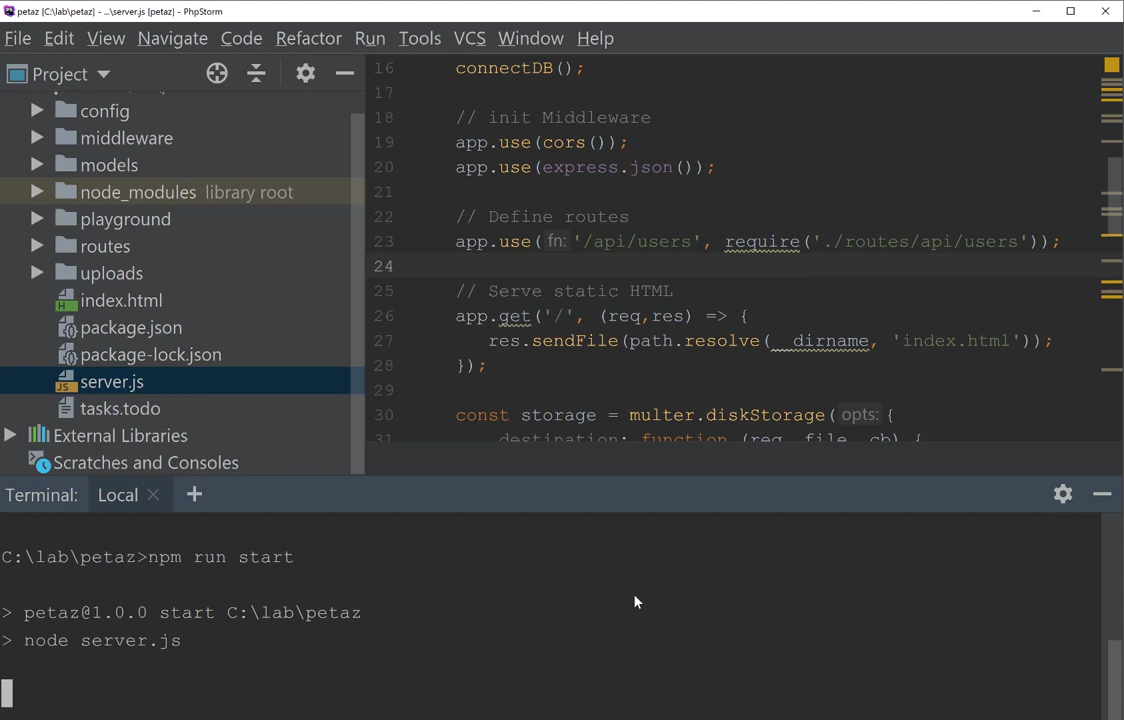 petaz [C:\lab\petaz] - ...\server.js [petaz] - PhpStorm
File Edit View Navigate Code Refactor Run Tools VCS Window Help
Project
config
middleware
models
node_modules library root
playground
routes
uploads
index.html
package.json
package-lock.json
server.js
tasks.todo
External Libraries
Scratches and Consoles
16 connectDB();
17
18 // init Middleware
19 app.use(cors());
20 app.use(express.json());
21
22 // Define routes
23 app.use( fn: '/api/users', require('./routes/api/users'));
24
25 // Serve static HTML
26 app.get('/', (req,res) => {
27 res.sendFile(path.resolve(__dirname, 'index.html'));
28 });
29
30 const storage = multer.diskStorage( opts: {
31 destination: function (req, file, cb) {
Terminal: Local
C:\lab\petaz>npm run start
> petaz@1.0.0 start C:\lab\petaz
> node server.js